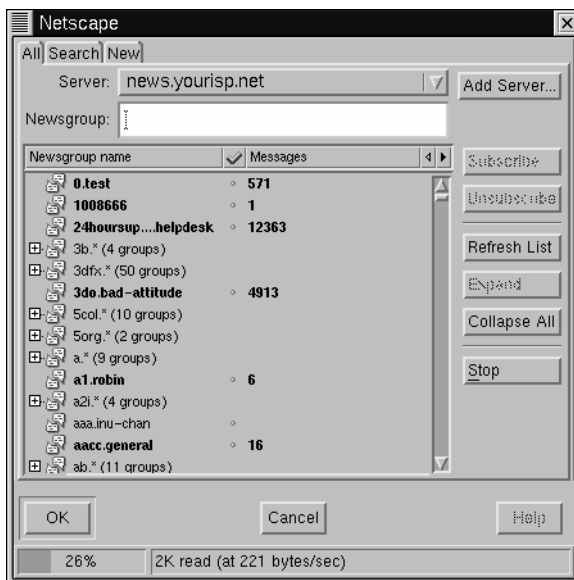 Netscape
All Search New
Server: news.yourisp.net
Add Server...
Newsgroup:
Newsgroup name Messages
Subscribe
Unsubscribe
Refresh List
Expand
Collapse All
Stop
0.test 571
1008666 1
24hoursup....helpdesk 12363
3b.* (4 groups)
3dfx.* (50 groups)
3do.bad-attitude 4913
5col.* (10 groups)
5org.* (2 groups)
a.* (9 groups)
a1.robin 6
a2i.* (4 groups)
aaa.inu-chan
aacc.general 16
ab.* (11 groups)
OK Cancel Help
26% 2K read (at 221 bytes/sec)